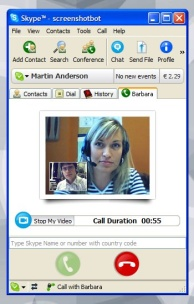 Skype™ - screenshotbot
File View Contacts Tools Call Help
Add Contact Search Conference Chat Send File Profile
Martin Anderson No new events € 2,29
Contacts Dial History Barbara
Stop My Video Call Duration 00:55
Type Skype Name or number with country code
Call with Barbara